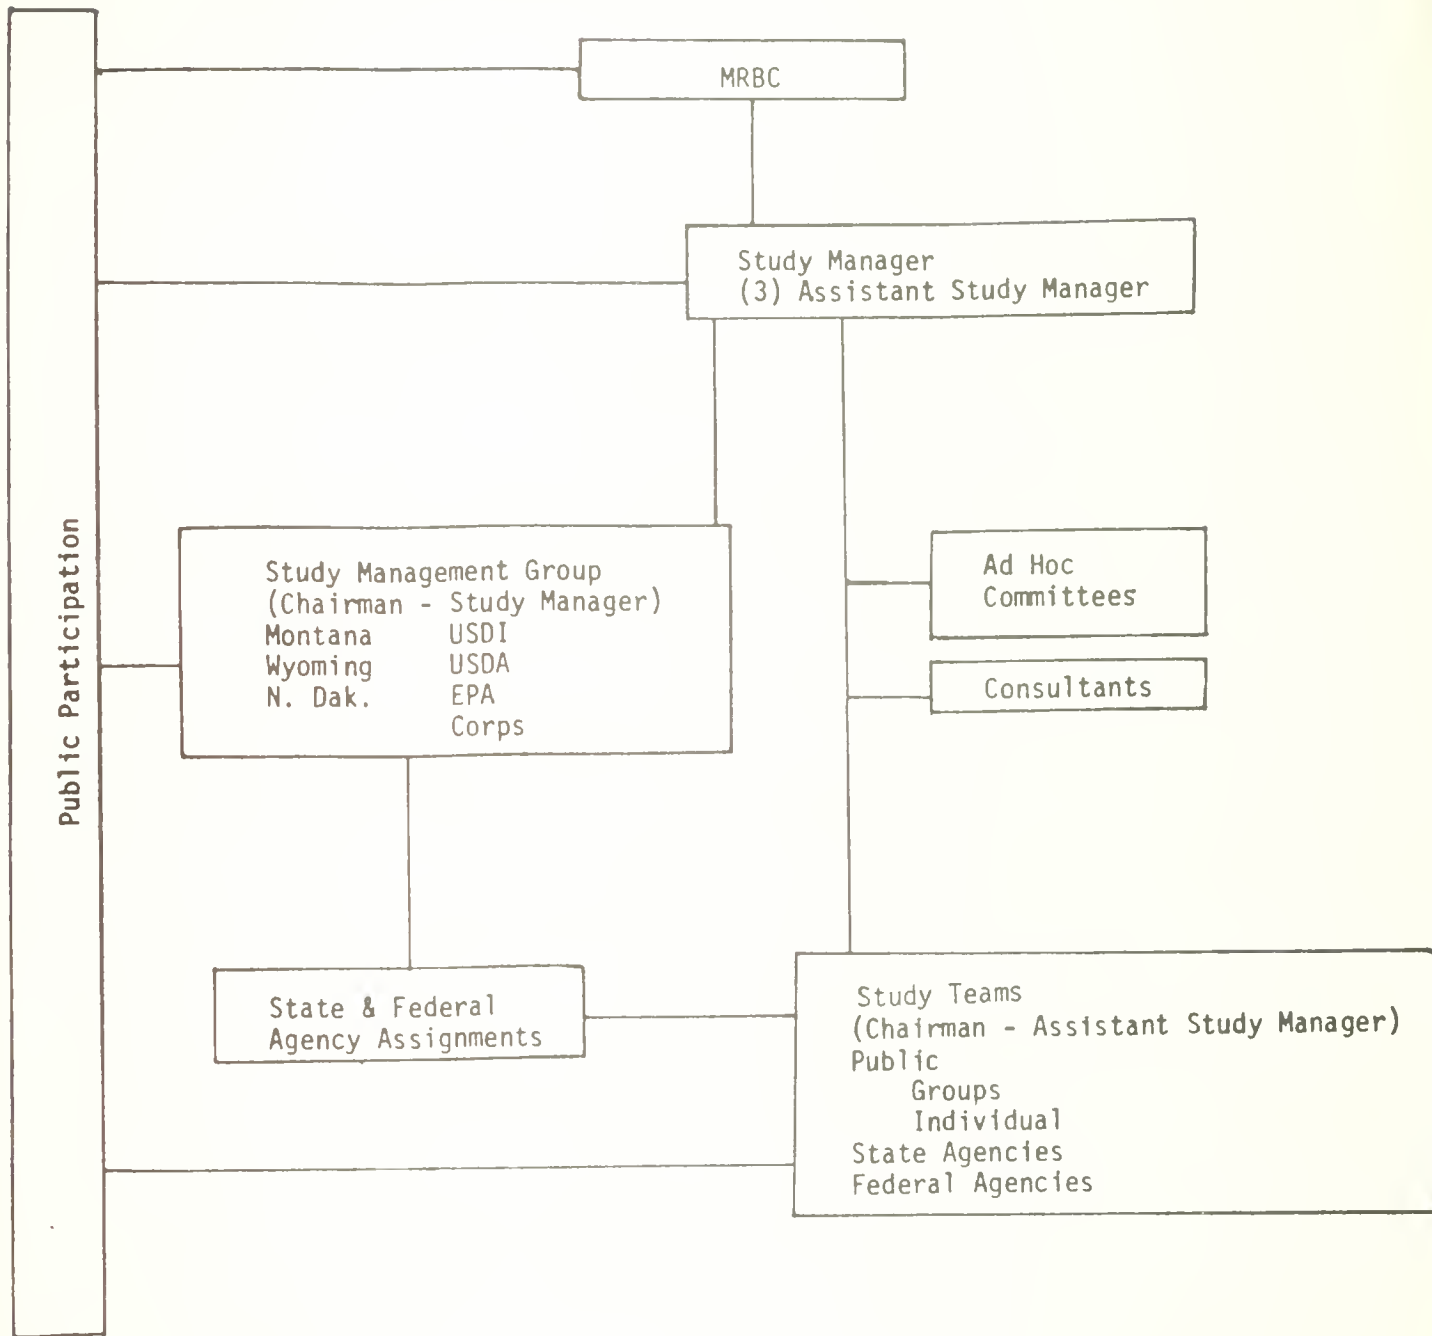 MRBC
Study Manager
(3) Assistant Study Manager
Public Participation
Study Management Group
(Chairman - Study Manager)
Montana USDI
Wyoming USDA
N. Dak. EPA
Corps
Ad Hoc
Committees
Consultants
State & Federal
Agency Assignments
Study Teams
(Chairman - Assistant Study Manager)
Public
Groups
Individual
State Agencies
Federal Agencies